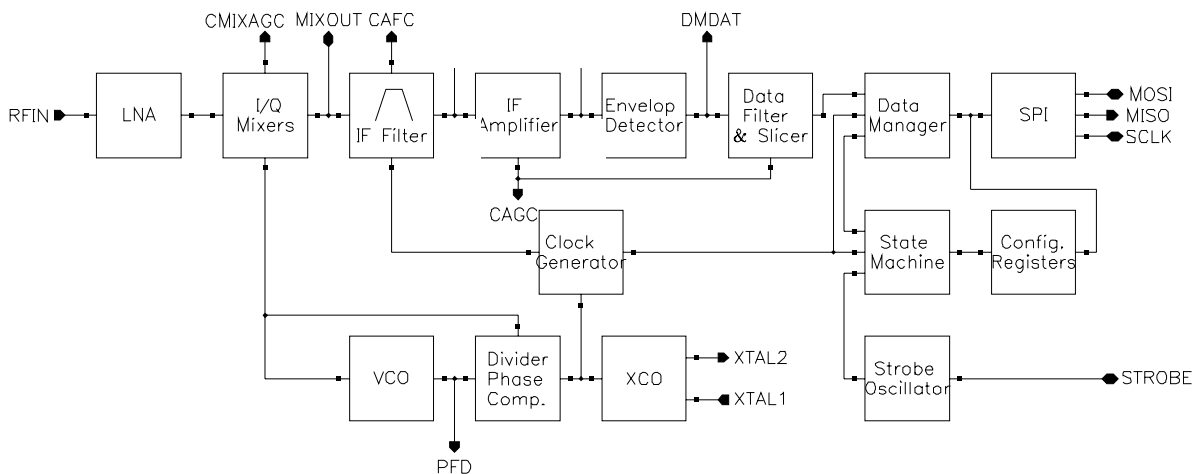 CMIXAGC
MIXOUT
CAFC
DMDAT
RFIN
LNA
I/Q
Mixers
IF Filter
IF
Amplifier
Envelop
Detector
Data
Filter
& Slicer
Data
Manager
SPI
MOSI
MISO
SCLK
CAGC
Clock
Generator
State
Machine
Config.
Registers
VCO
Divider
Phase
Comp.
XCO
XTAL2
XTAL1
Strobe
Oscillator
STROBE
PFD